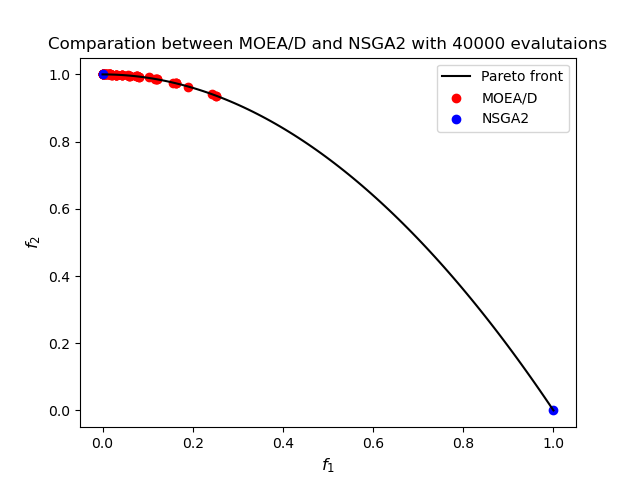 Comparation between MOEA/D and NSGA2 with 40000 evalutaions
Pareto front
MOEA/D
NSGA2
1.0
0.8
0.6
0.4
0.2
0.0
f2
0.0 0.2 0.4 0.6 0.8 1.0
f1